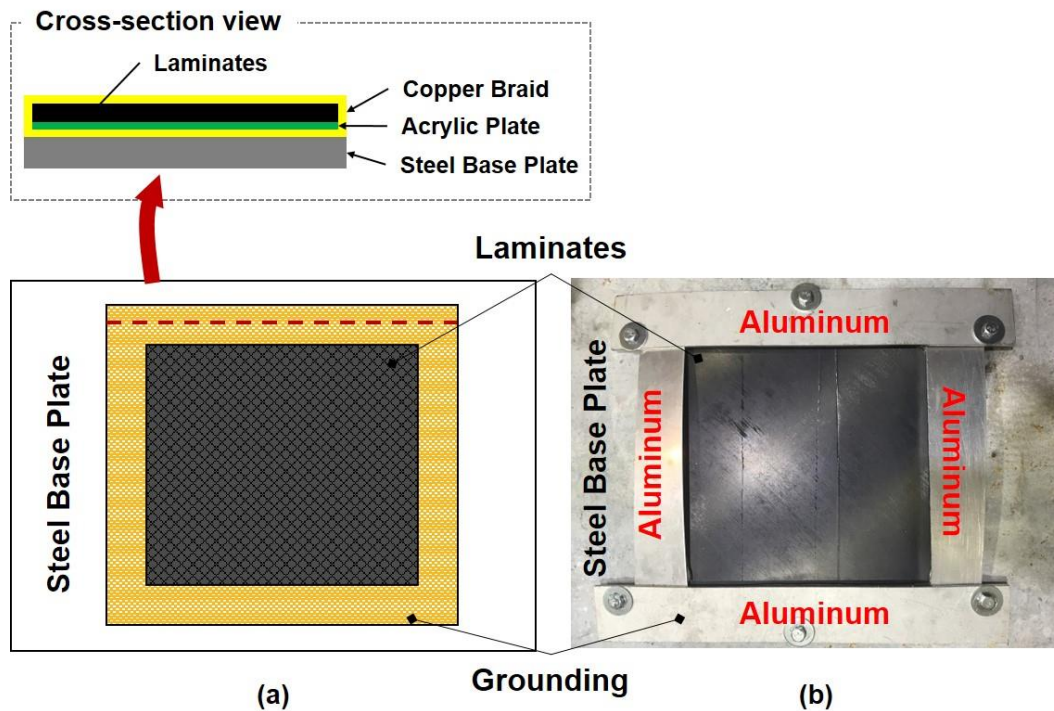 Cross-section view
Laminates
Copper Braid
Acrylic Plate
Steel Base Plate
Laminates
Steel Base Plate
Steel Base Plate
Aluminum
Aluminum
Aluminum
Aluminum
Grounding
(a)
(b)